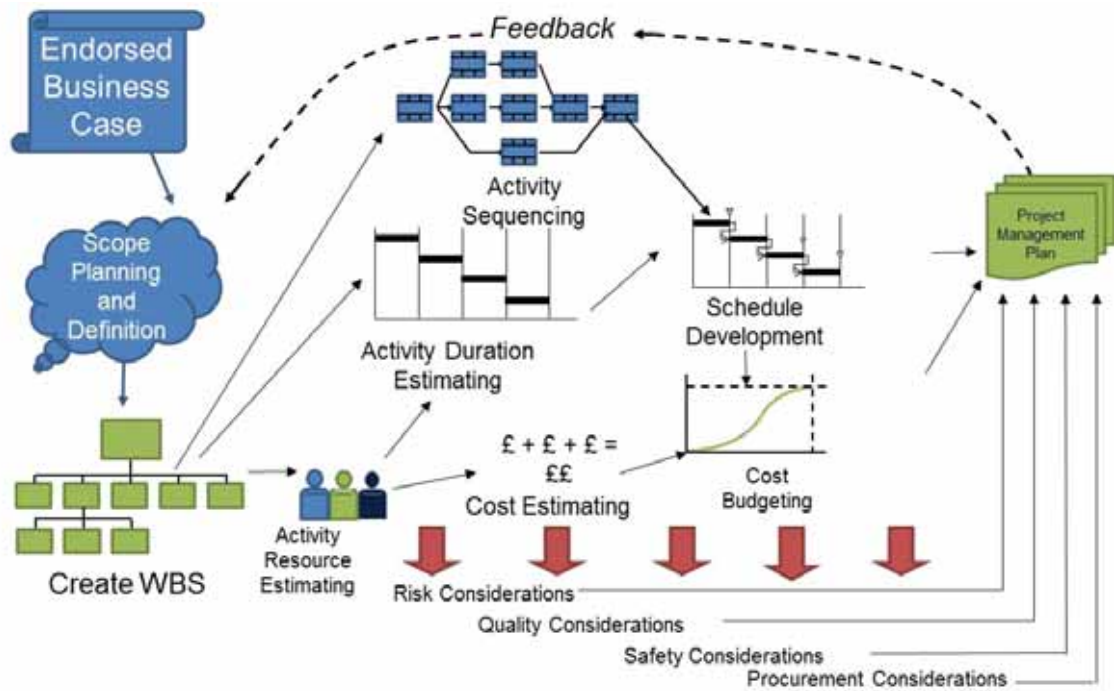 Endorsed
Business
Case
Feedback
Activity
Sequencing
Scope
Planning
and
Definition
Project
Management
Plan
Activity Duration
Estimating
Schedule
Development
£ + £ + £ =
££
Cost Estimating
Cost
Budgeting
Activity
Resource
Estimating
Create WBS
Risk Considerations
Quality Considerations
Safety Considerations
Procurement Considerations